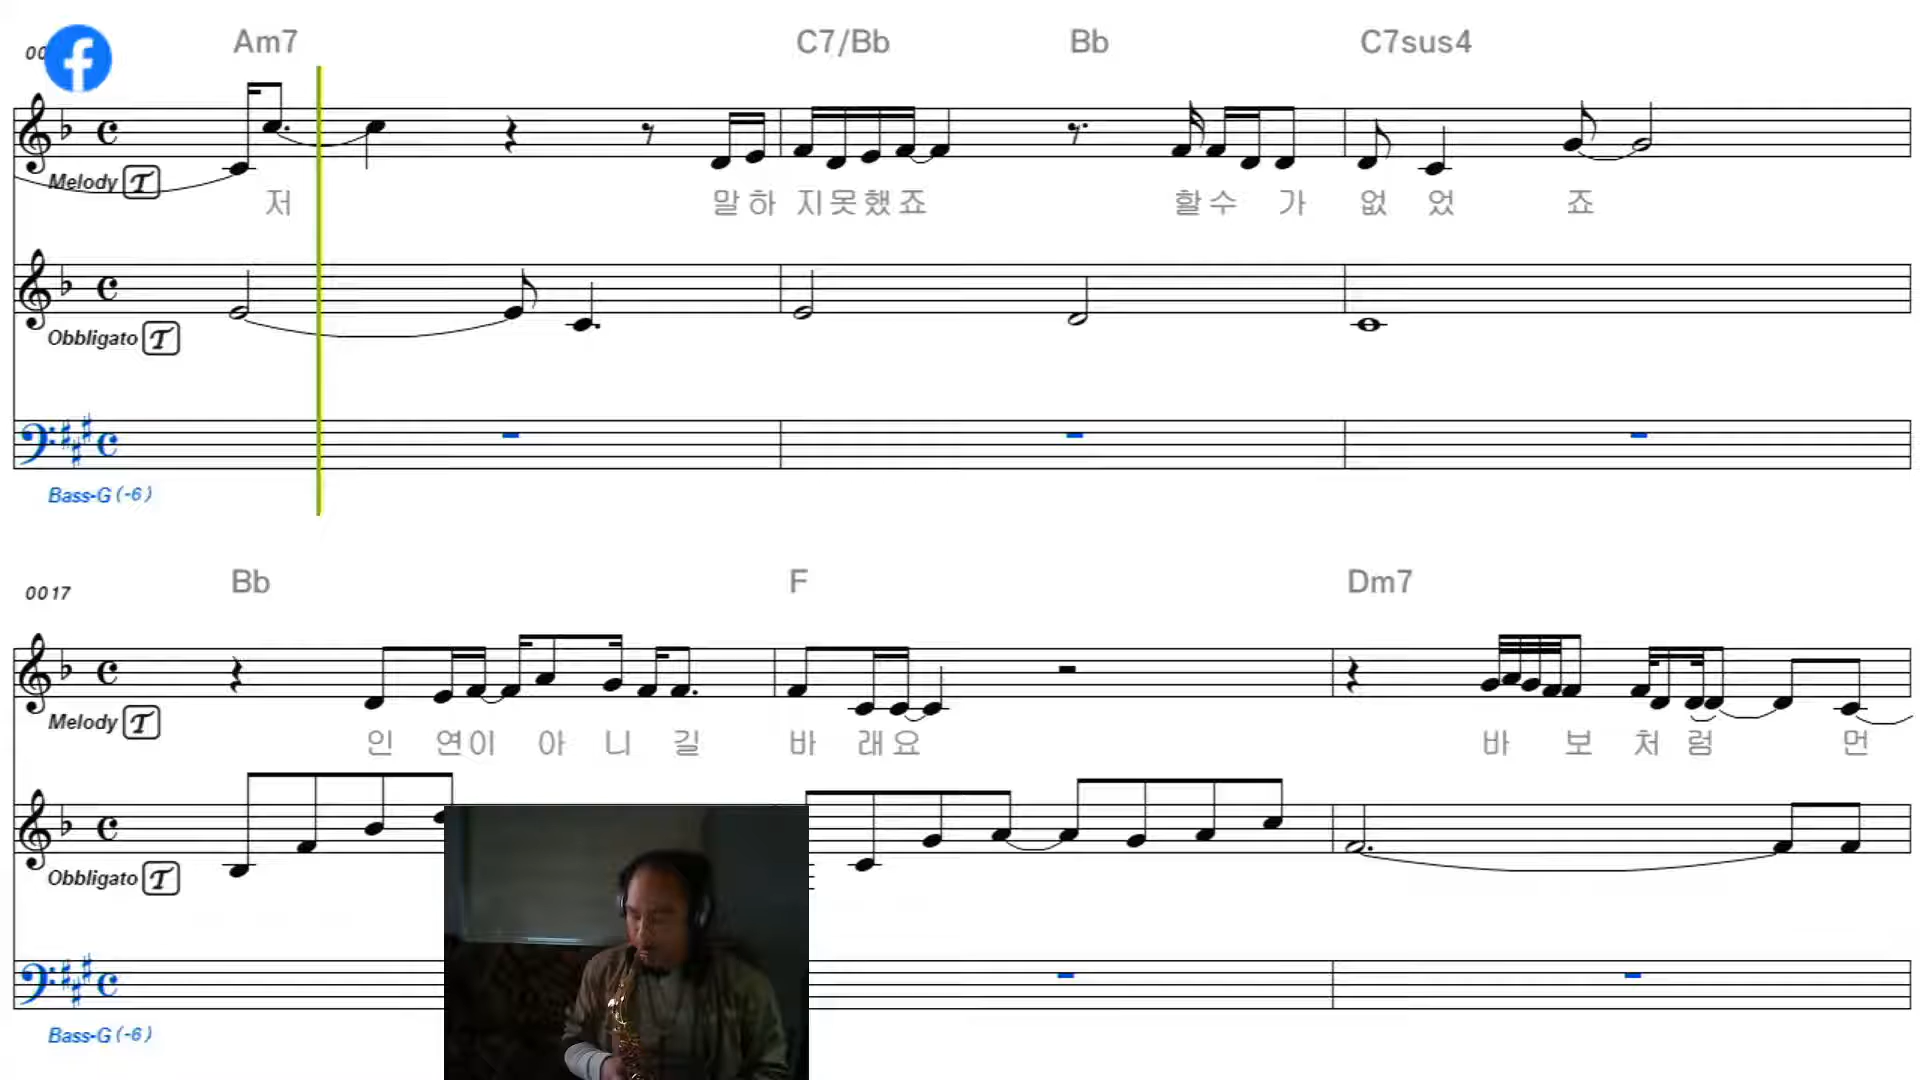 Am7 C7/Bb Bb C7sus4
Melody T
저 말하 지못했죠 할수 가 없 었 죠
Obbligato T
Bass-G (-6)
0017 Bb F Dm7
Melody T
인 연이 아 니 길 바 래요 바 보 처 럼 먼
Obbligato T
Bass-G (-6)